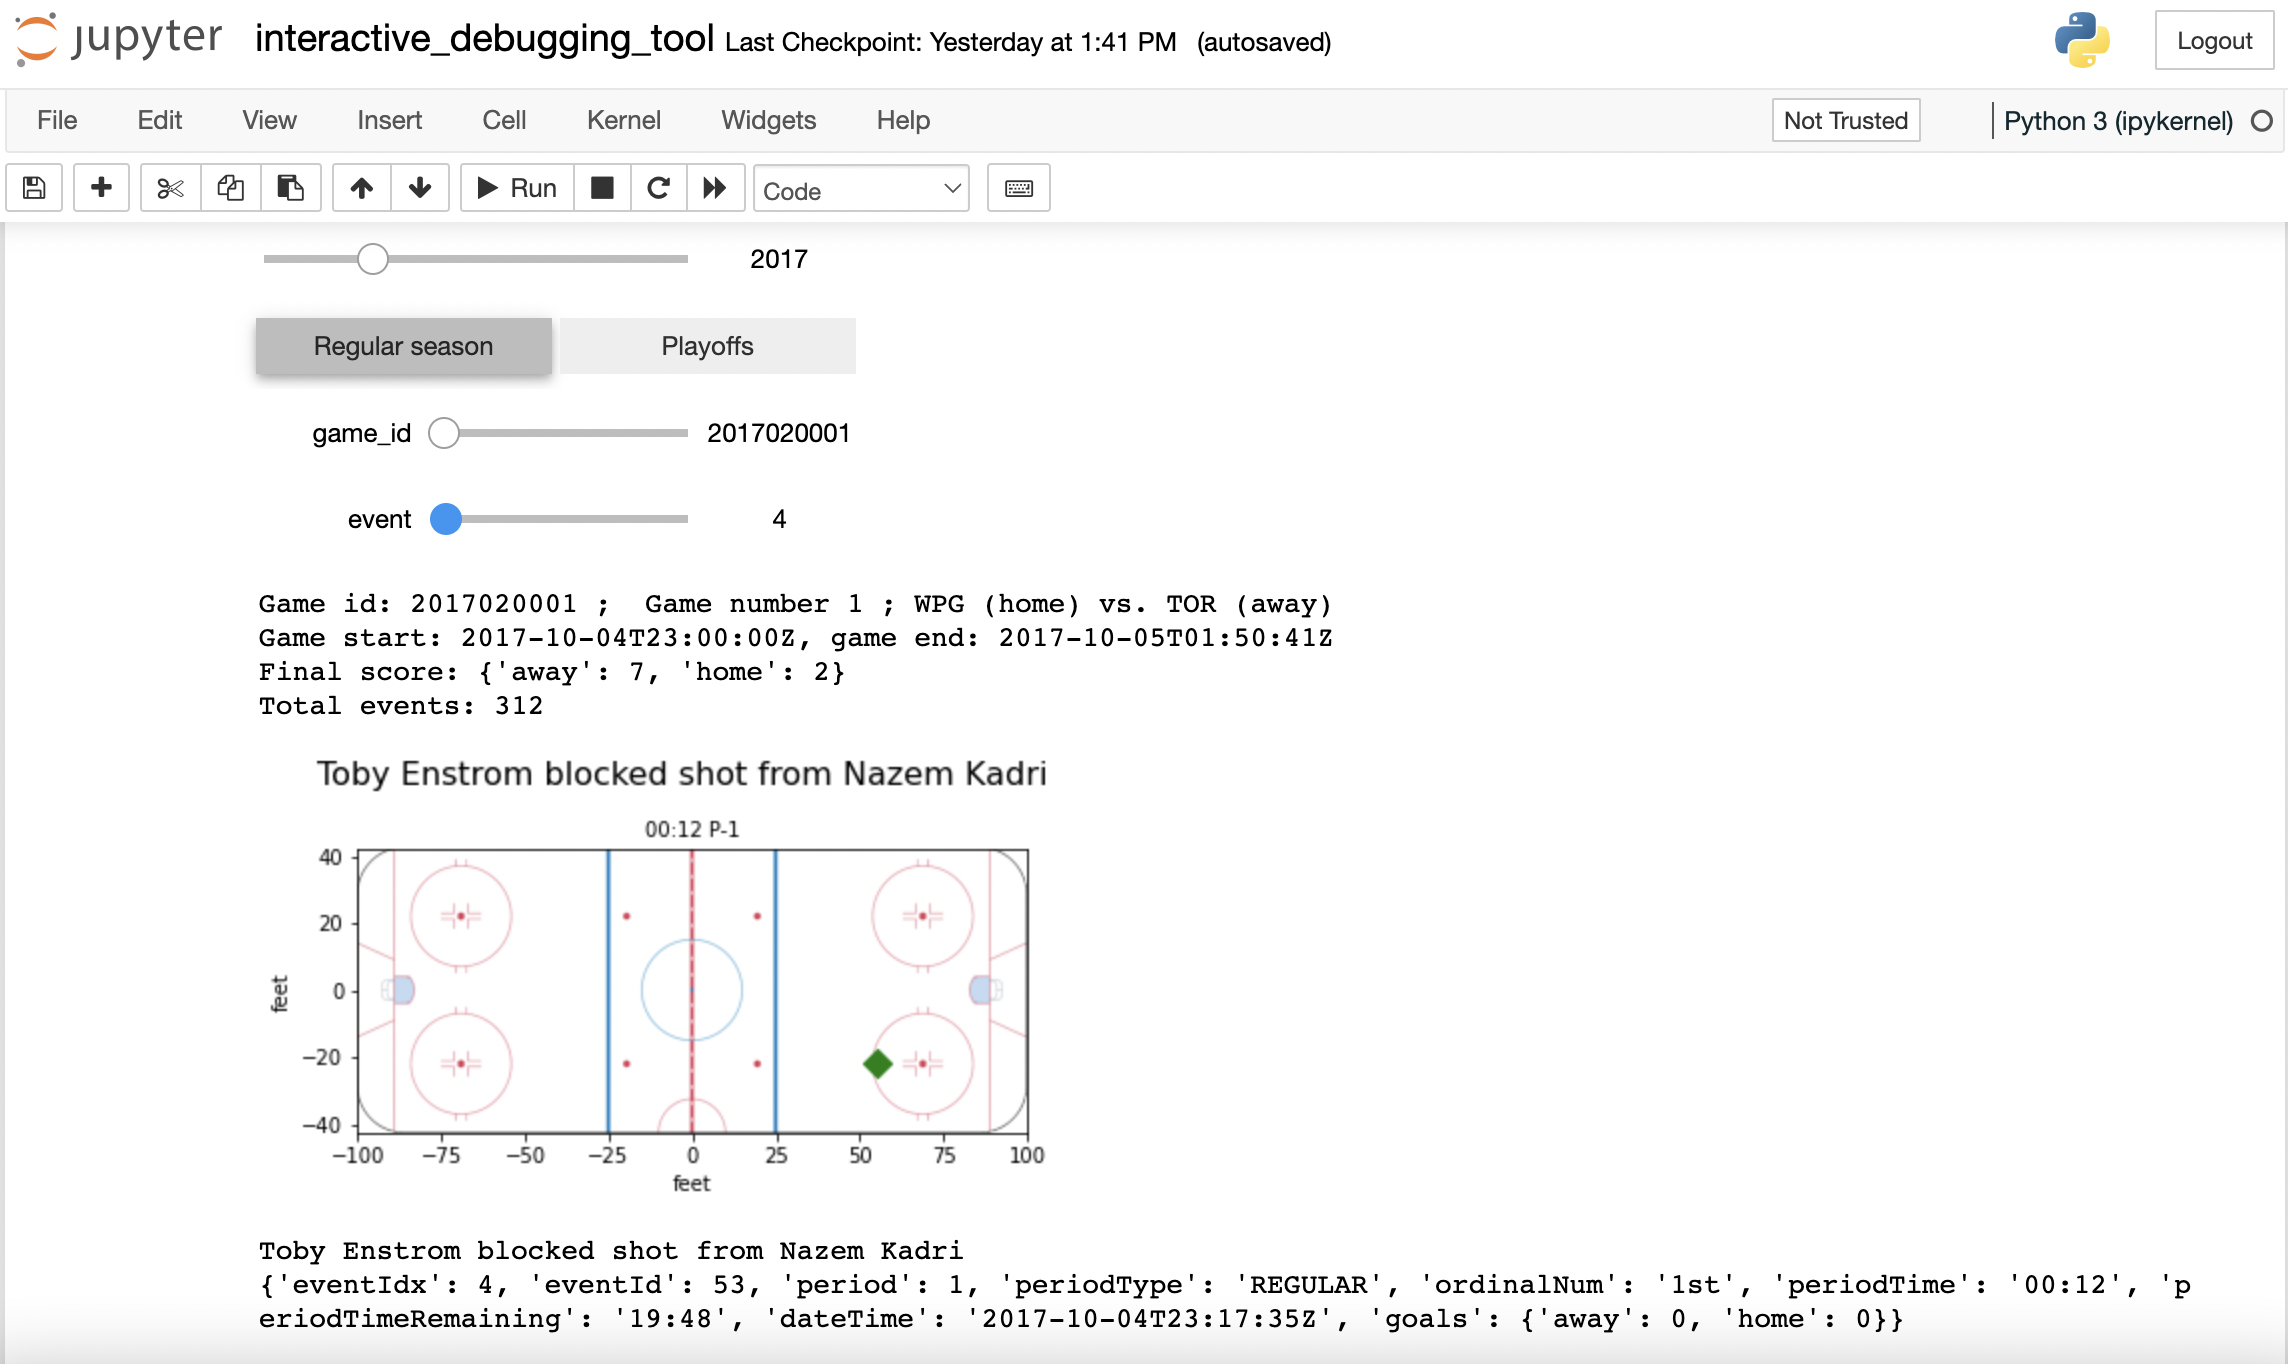 jupyter interactive_debugging_tool Last Checkpoint: Yesterday at 1:41 PM (autosaved) Logout
File Edit View Insert Cell Kernel Widgets Help Not Trusted Python 3 (ipykernel)
Run Code
2017
Regular season Playoffs
game_id 2017020001
event 4
Game id: 2017020001 ;  Game number 1 ; WPG (home) vs. TOR (away)
Game start: 2017-10-04T23:00:00Z, game end: 2017-10-05T01:50:41Z
Final score: {'away': 7, 'home': 2}
Total events: 312
Toby Enstrom blocked shot from Nazem Kadri
00:12 P-1
40
20
0
−20
−40
feet
−100 −75 −50 −25 0 25 50 75 100
feet
Toby Enstrom blocked shot from Nazem Kadri
{'eventIdx': 4, 'eventId': 53, 'period': 1, 'periodType': 'REGULAR', 'ordinalNum': '1st', 'periodTime': '00:12', 'p
eriodTimeRemaining': '19:48', 'dateTime': '2017-10-04T23:17:35Z', 'goals': {'away': 0, 'home': 0}}